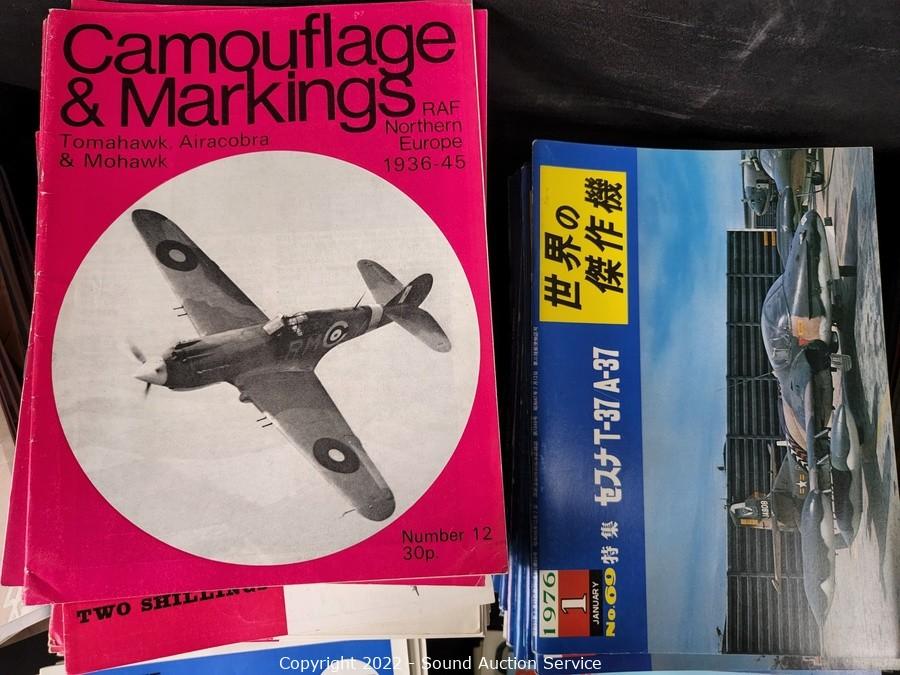 Camouflage
& Markings
RAF
Northern
Europe
1936-45
Tomahawk, Airacobra
& Mohawk
RM
Number 12
30p.
TWO SHILLINGS
世界の
傑作機
特集 セスナT-37/A-37
1976
1
JANUARY
No.69
Copyright 2022 - Sound Auction Service